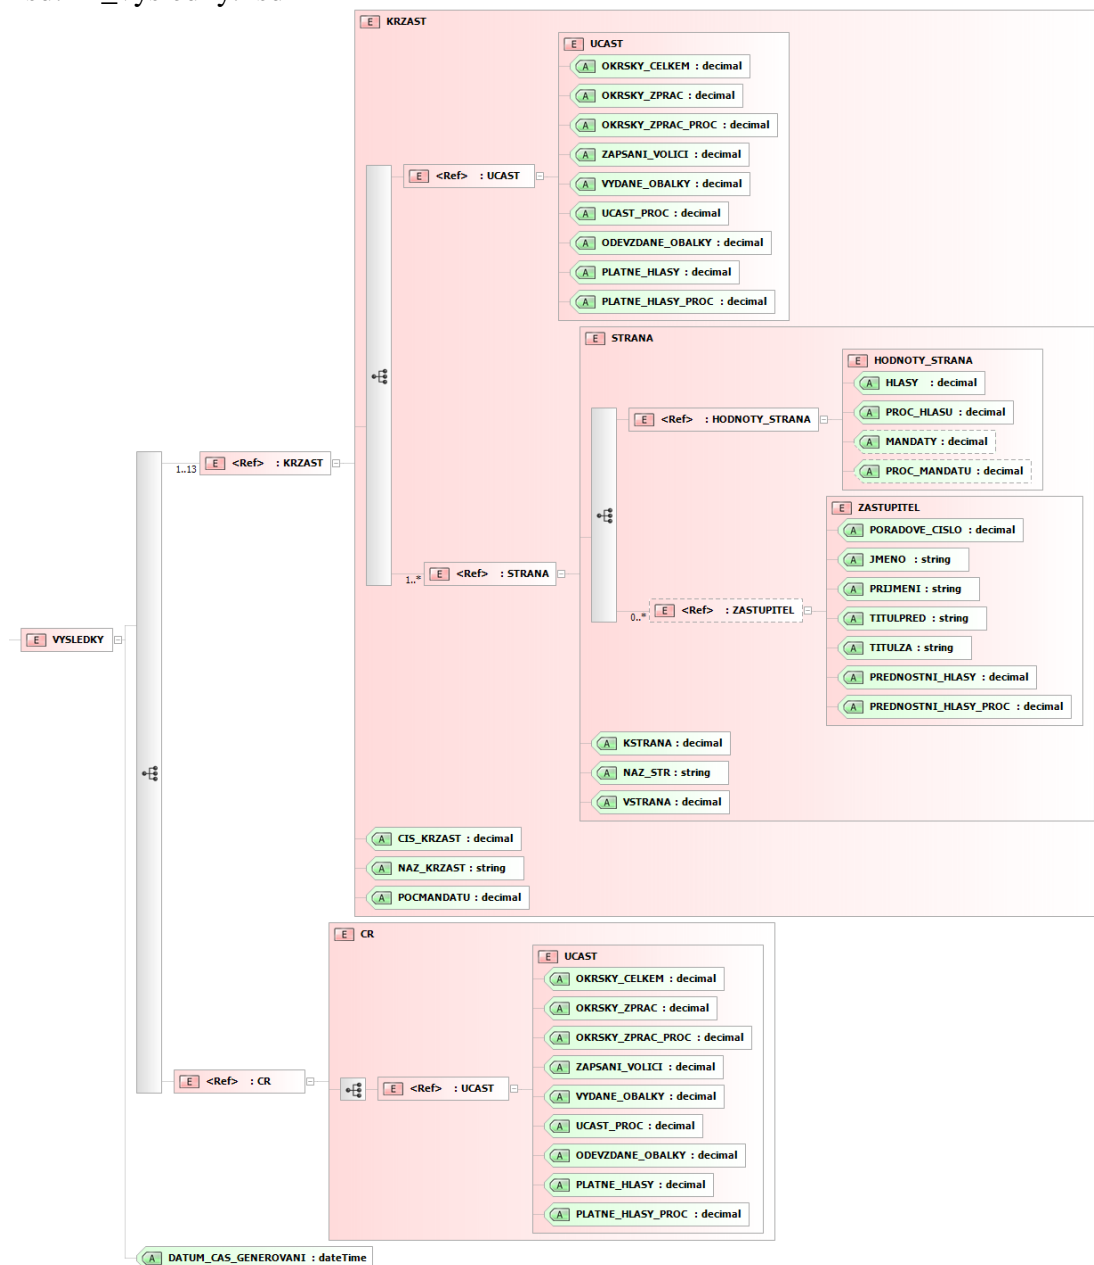 E KRZAST
E UCAST
A OKRSKY_CELKEM : decimal
A OKRSKY_ZPRAC : decimal
A OKRSKY_ZPRAC_PROC : decimal
A ZAPSANI_VOLICI : decimal
E <Ref> : UCAST
A VYDANE_OBALKY : decimal
A UCAST_PROC : decimal
A ODEVZDANE_OBALKY : decimal
A PLATNE_HLASY : decimal
A PLATNE_HLASY_PROC : decimal
E STRANA
E HODNOTY_STRANA
A HLASY : decimal
A PROC_HLASU : decimal
E <Ref> : HODNOTY_STRANA
A MANDATY : decimal
1..13 E <Ref> : KRZAST
A PROC_MANDATU : decimal
E ZASTUPITEL
A PORADOVE_CISLO : decimal
A JMENO : string
1..* E <Ref> : STRANA
A PRIJMENI : string
0..* E <Ref> : ZASTUPITEL
A TITULPRED : string
E VYSLEDKY
A TITULZA : string
A PREDNOSTNI_HLASY : decimal
A PREDNOSTNI_HLASY_PROC : decimal
A KSTRANA : decimal
A NAZ_STR : string
A VSTRANA : decimal
A CIS_KRZAST : decimal
A NAZ_KRZAST : string
A POCMANDATU : decimal
E CR
E UCAST
A OKRSKY_CELKEM : decimal
A OKRSKY_ZPRAC : decimal
A OKRSKY_ZPRAC_PROC : decimal
A ZAPSANI_VOLICI : decimal
E <Ref> : CR
E <Ref> : UCAST
A VYDANE_OBALKY : decimal
A UCAST_PROC : decimal
A ODEVZDANE_OBALKY : decimal
A PLATNE_HLASY : decimal
A PLATNE_HLASY_PROC : decimal
A DATUM_CAS_GENEROVANI : dateTime